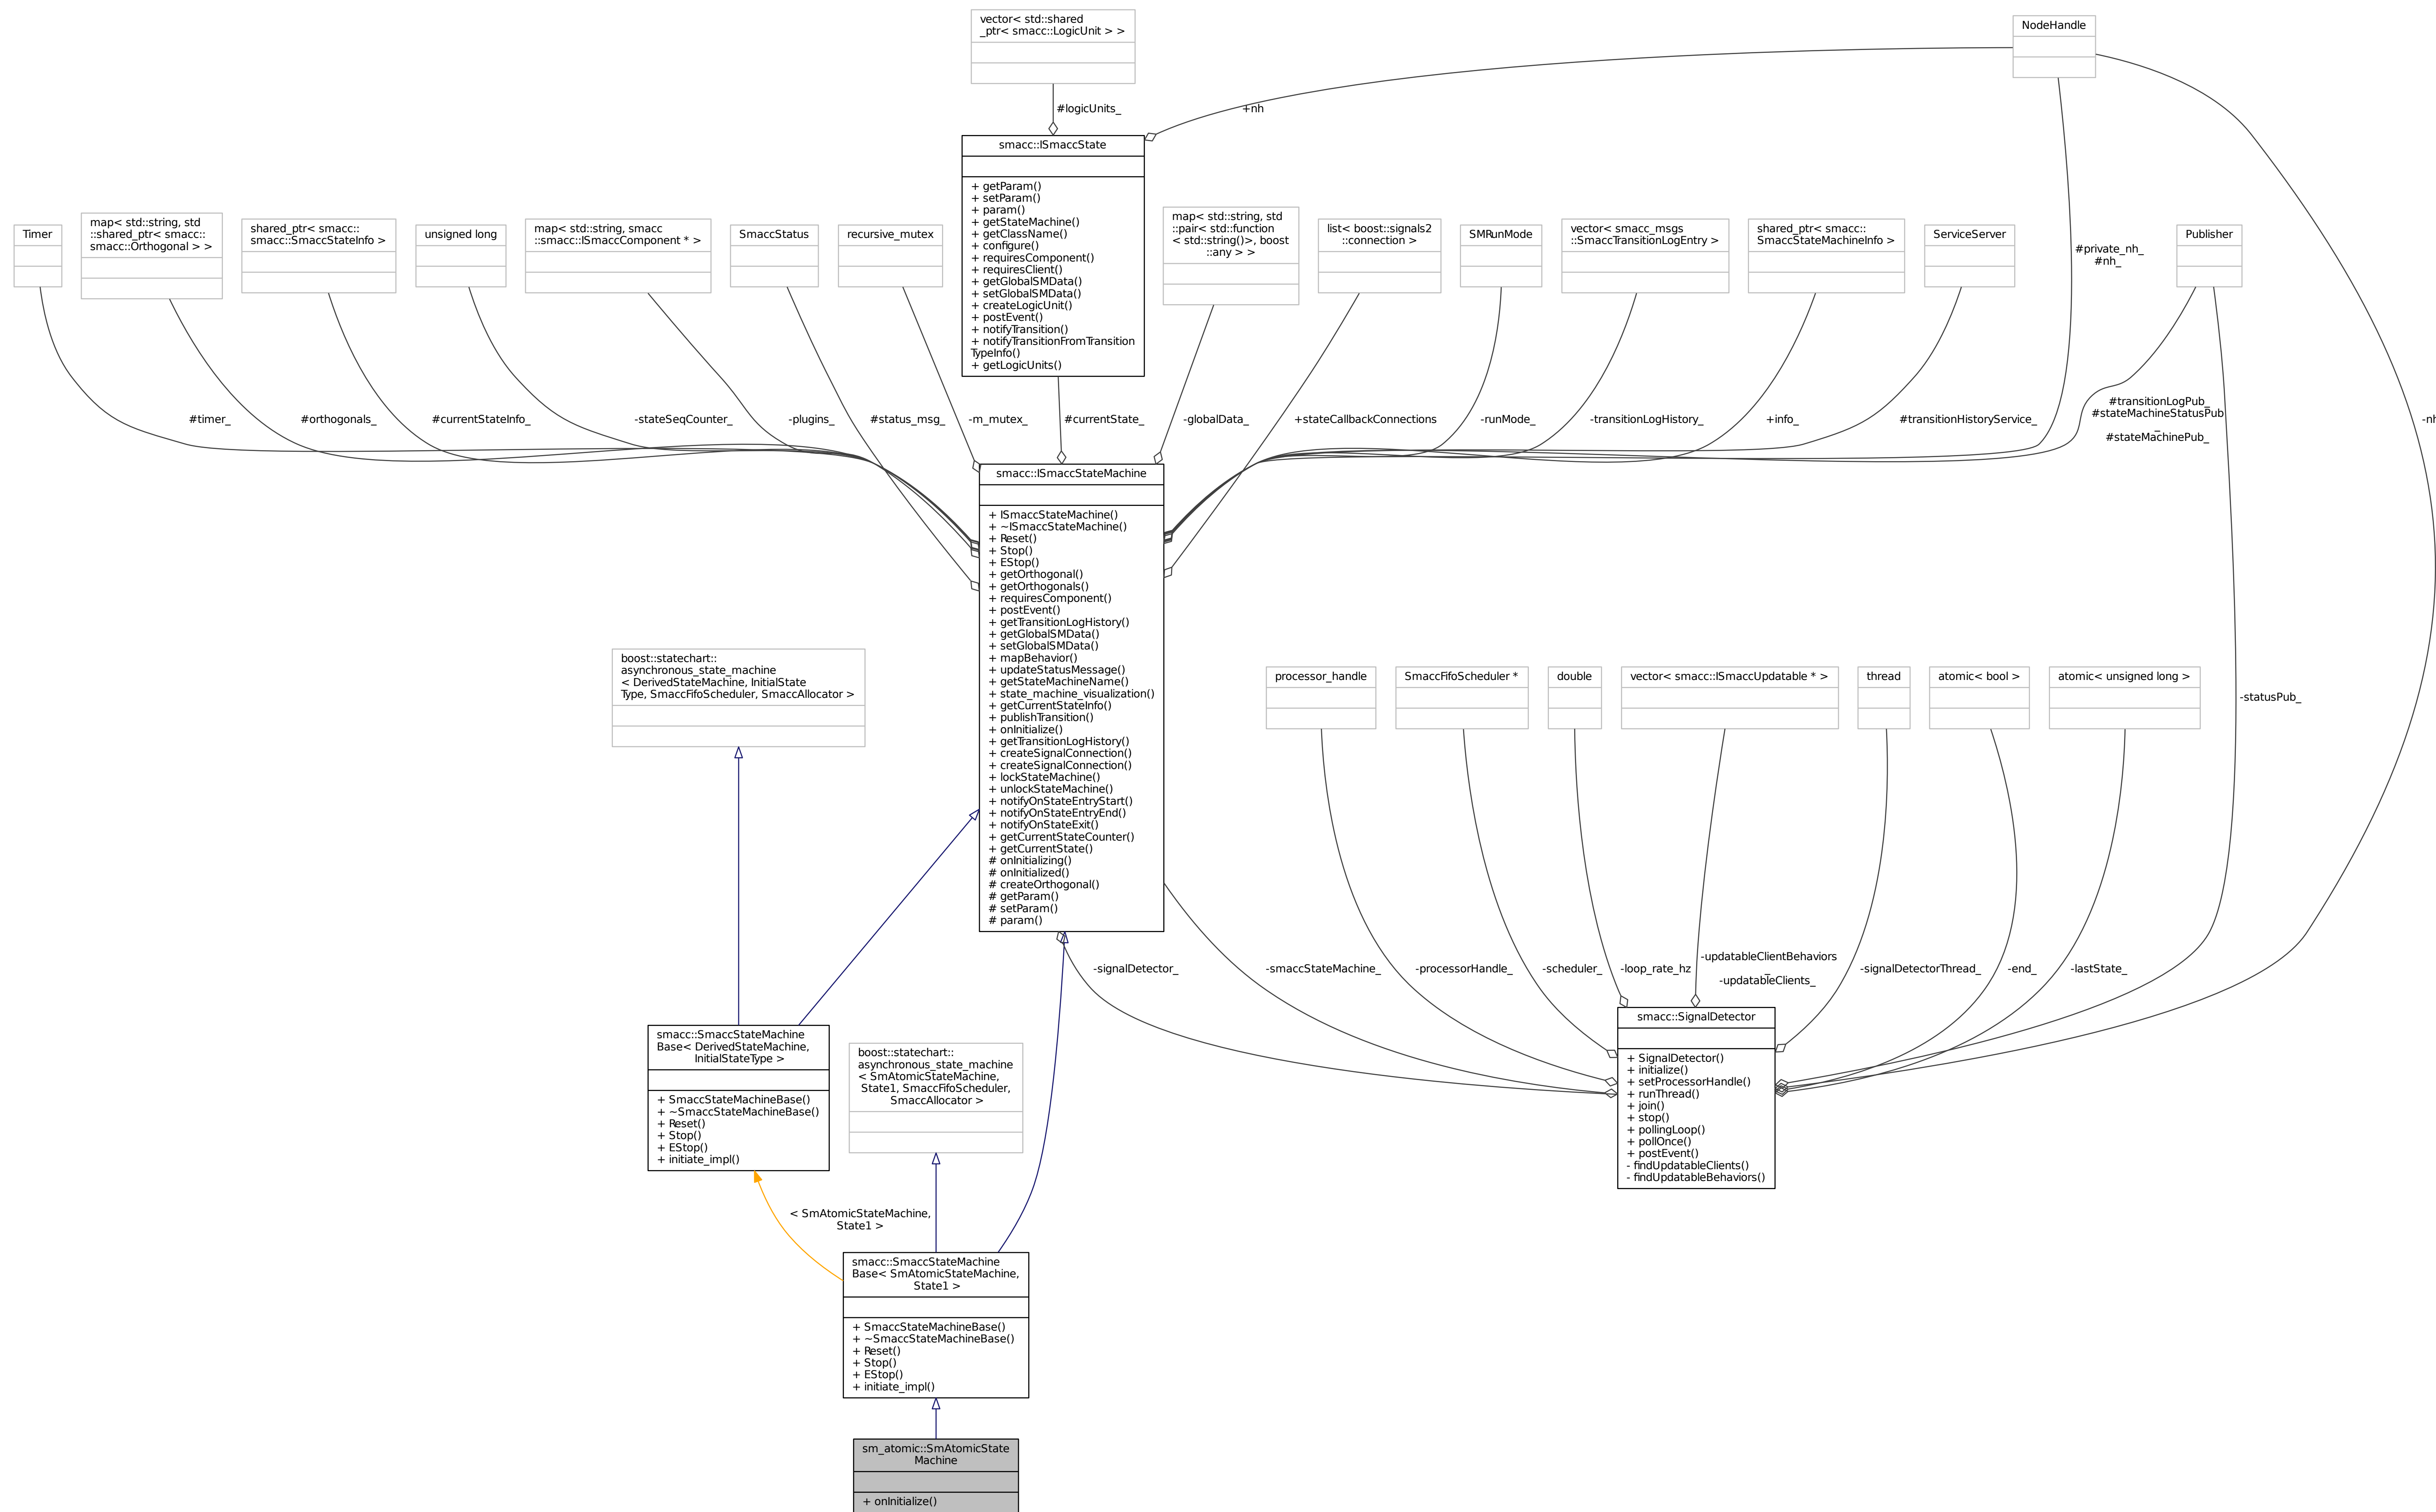 vector< std::shared
_ptr< smacc::LogicUnit > >
NodeHandle
#logicUnits_
+nh
smacc::ISmaccState
+ getParam()
+ setParam()
+ param()
+ getStateMachine()
+ getClassName()
+ configure()
+ requiresComponent()
+ requiresClient()
+ getGlobalSMData()
+ setGlobalSMData()
+ createLogicUnit()
+ postEvent()
+ notifyTransition()
+ notifyTransitionFromTransition
TypeInfo()
+ getLogicUnits()
Timer
map< std::string, std
::shared_ptr< smacc::
smacc::Orthogonal > >
shared_ptr< smacc::
smacc::SmaccStateInfo >
unsigned long
map< std::string, smacc
::smacc::ISmaccComponent * >
SmaccStatus
recursive_mutex
map< std::string, std
::pair< std::function
< std::string()>, boost
::any > >
list< boost::signals2
::connection >
SMRunMode
vector< smacc_msgs
::SmaccTransitionLogEntry >
shared_ptr< smacc::
SmaccStateMachineInfo >
ServiceServer
Publisher
#private_nh_
#nh_
#timer_
#orthogonals_
#currentStateInfo_
-stateSeqCounter_
-plugins_
#status_msg_
-m_mutex_
#currentState_
-globalData_
+stateCallbackConnections
-runMode_
-transitionLogHistory_
+info_
#transitionHistoryService_
#transitionLogPub_
#stateMachineStatusPub
_
#stateMachinePub_
-nh
smacc::ISmaccStateMachine
+ ISmaccStateMachine()
+ ~ISmaccStateMachine()
+ Reset()
+ Stop()
+ EStop()
+ getOrthogonal()
+ getOrthogonals()
+ requiresComponent()
+ postEvent()
+ getTransitionLogHistory()
+ getGlobalSMData()
+ setGlobalSMData()
+ mapBehavior()
+ updateStatusMessage()
+ getStateMachineName()
+ state_machine_visualization()
+ getCurrentStateInfo()
+ publishTransition()
+ onInitialize()
+ getTransitionLogHistory()
+ createSignalConnection()
+ createSignalConnection()
+ lockStateMachine()
+ unlockStateMachine()
+ notifyOnStateEntryStart()
+ notifyOnStateEntryEnd()
+ notifyOnStateExit()
+ getCurrentStateCounter()
+ getCurrentState()
# onInitializing()
# onInitialized()
# createOrthogonal()
# getParam()
# setParam()
# param()
boost::statechart::
asynchronous_state_machine
< DerivedStateMachine, InitialState
Type, SmaccFifoScheduler, SmaccAllocator >
processor_handle
SmaccFifoScheduler *
double
vector< smacc::ISmaccUpdatable * >
thread
atomic< bool >
atomic< unsigned long >
-statusPub_
-signalDetector_
-smaccStateMachine_
-processorHandle_
-scheduler_
-loop_rate_hz
-updatableClientBehaviors
_
-updatableClients_
-signalDetectorThread_
-end_
-lastState_
smacc::SignalDetector
+ SignalDetector()
+ initialize()
+ setProcessorHandle()
+ runThread()
+ join()
+ stop()
+ pollingLoop()
+ pollOnce()
+ postEvent()
- findUpdatableClients()
- findUpdatableBehaviors()
smacc::SmaccStateMachine
Base< DerivedStateMachine,
InitialStateType >
+ SmaccStateMachineBase()
+ ~SmaccStateMachineBase()
+ Reset()
+ Stop()
+ EStop()
+ initiate_impl()
boost::statechart::
asynchronous_state_machine
< SmAtomicStateMachine,
State1, SmaccFifoScheduler,
SmaccAllocator >
< SmAtomicStateMachine,
State1 >
smacc::SmaccStateMachine
Base< SmAtomicStateMachine,
State1 >
+ SmaccStateMachineBase()
+ ~SmaccStateMachineBase()
+ Reset()
+ Stop()
+ EStop()
+ initiate_impl()
sm_atomic::SmAtomicState
Machine
+ onInitialize()